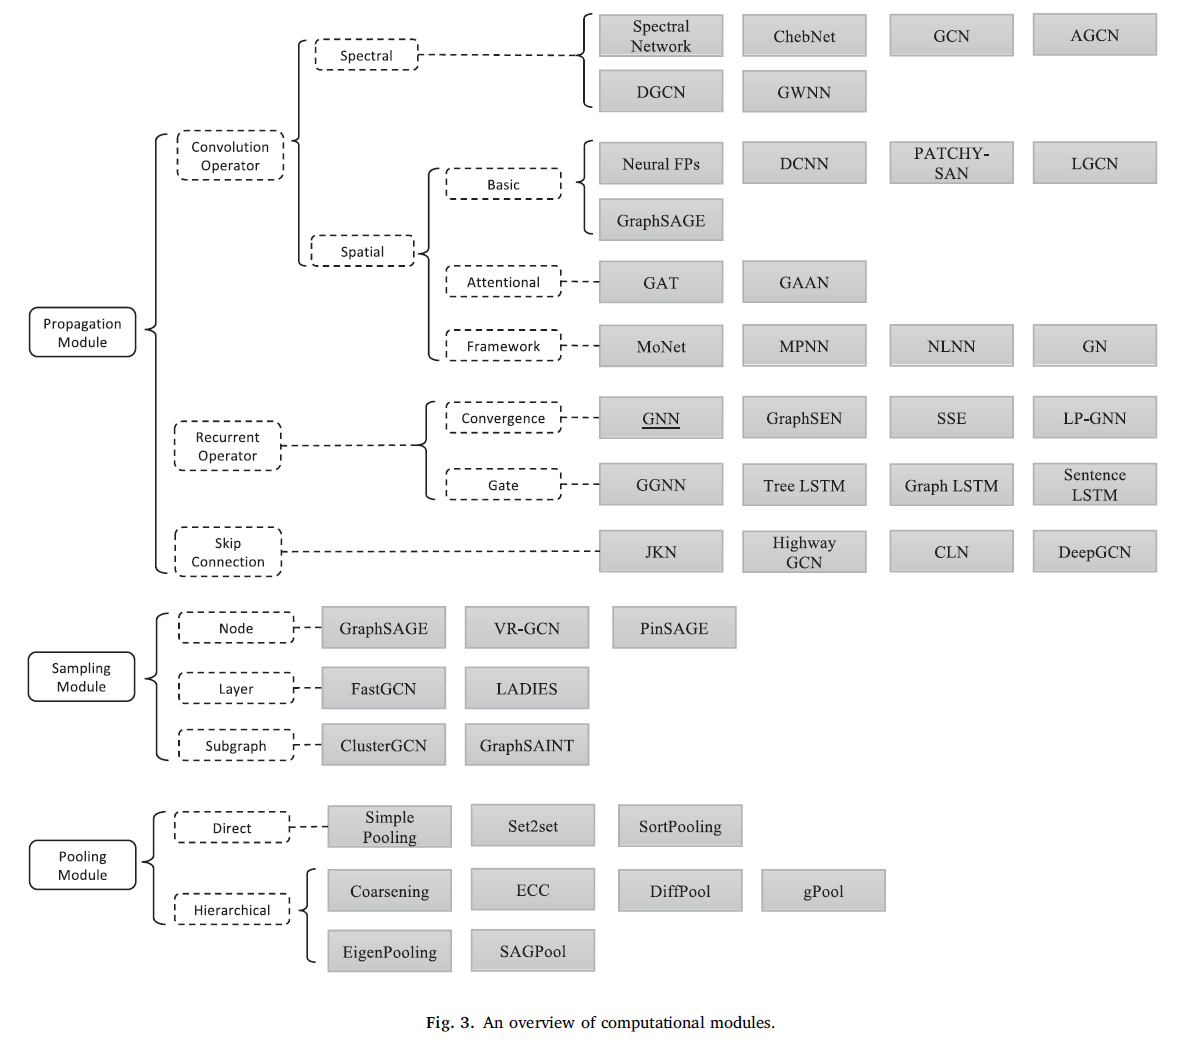 Propagation
Module
Convolution
Operator
Spectral
Spectral
Network
ChebNet
GCN
AGCN
DGCN
GWNN
Spatial
Basic
Neural FPs
DCNN
PATCHY-
SAN
LGCN
GraphSAGE
Attentional
GAT
GAAN
Framework
MoNet
MPNN
NLNN
GN
Recurrent
Operator
Convergence
GNN
GraphSEN
SSE
LP-GNN
Gate
GGNN
Tree LSTM
Graph LSTM
Sentence
LSTM
Skip
Connection
JKN
Highway
GCN
CLN
DeepGCN
Sampling
Module
Node
GraphSAGE
VR-GCN
PinSAGE
Layer
FastGCN
LADIES
Subgraph
ClusterGCN
GraphSAINT
Pooling
Module
Direct
Simple
Pooling
Set2set
SortPooling
Hierarchical
Coarsening
ECC
DiffPool
gPool
EigenPooling
SAGPool
Fig. 3. An overview of computational modules.